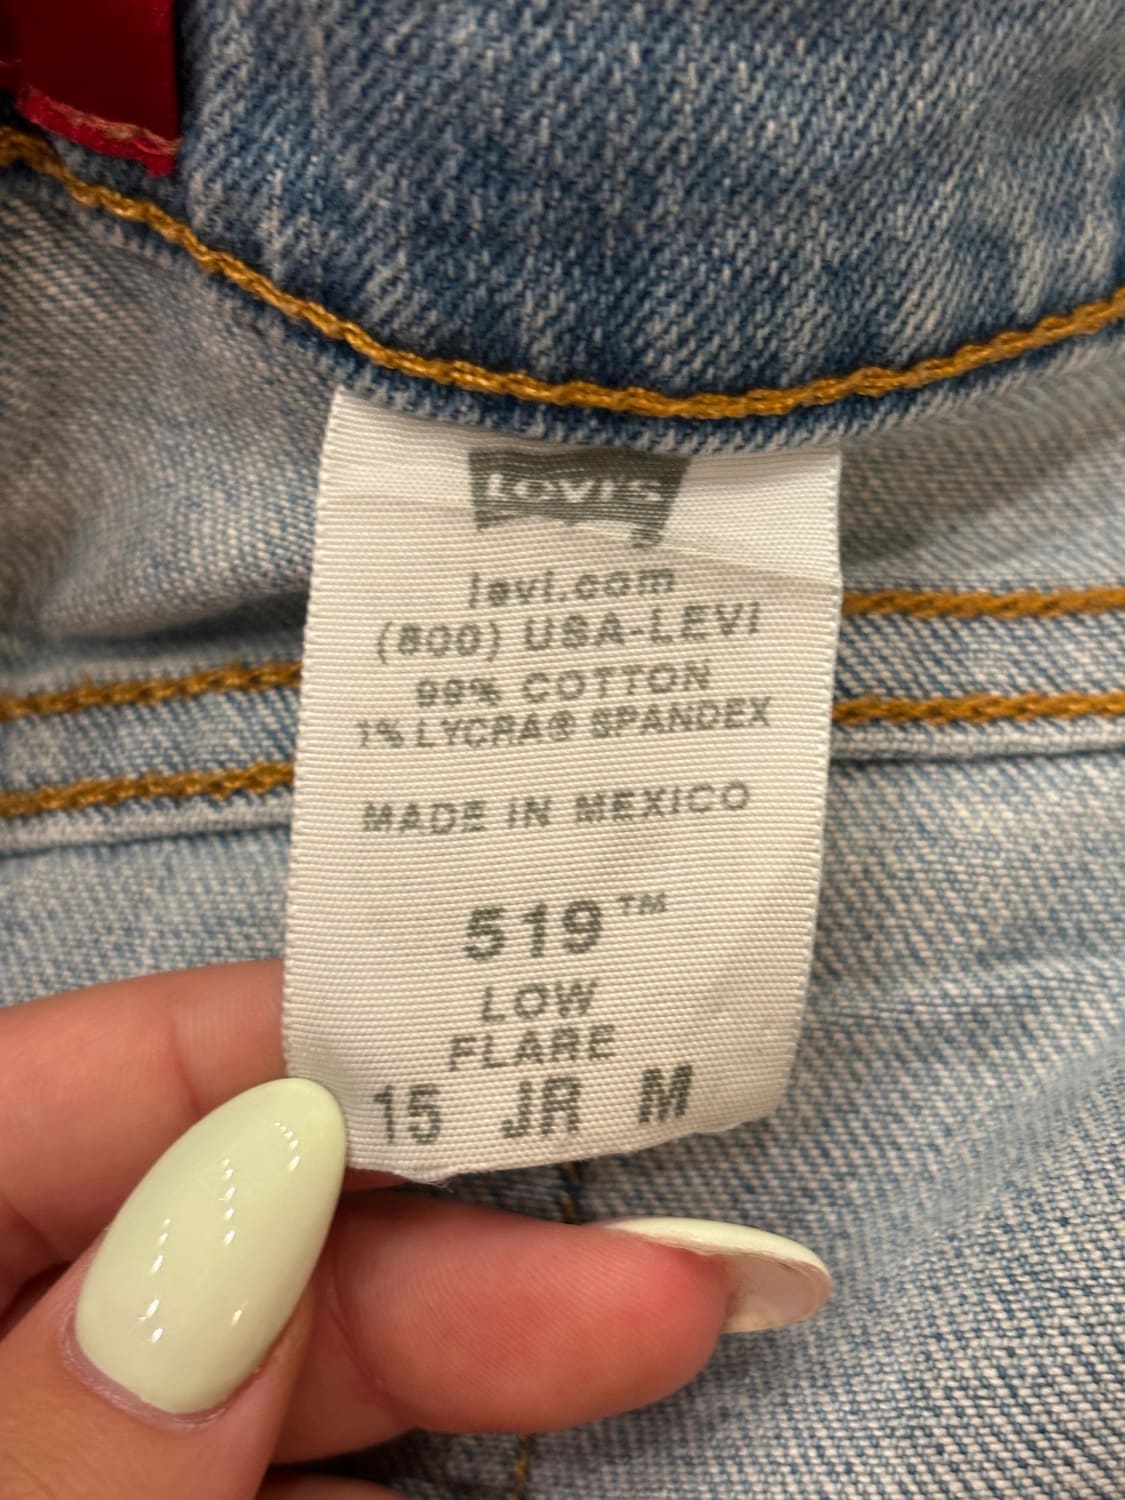 Levi's
levi.com
(800) USA-LEVI
99% COTTON
1% LYCRA® SPANDEX
MADE IN MEXICO
519™
LOW
FLARE
15 JR M